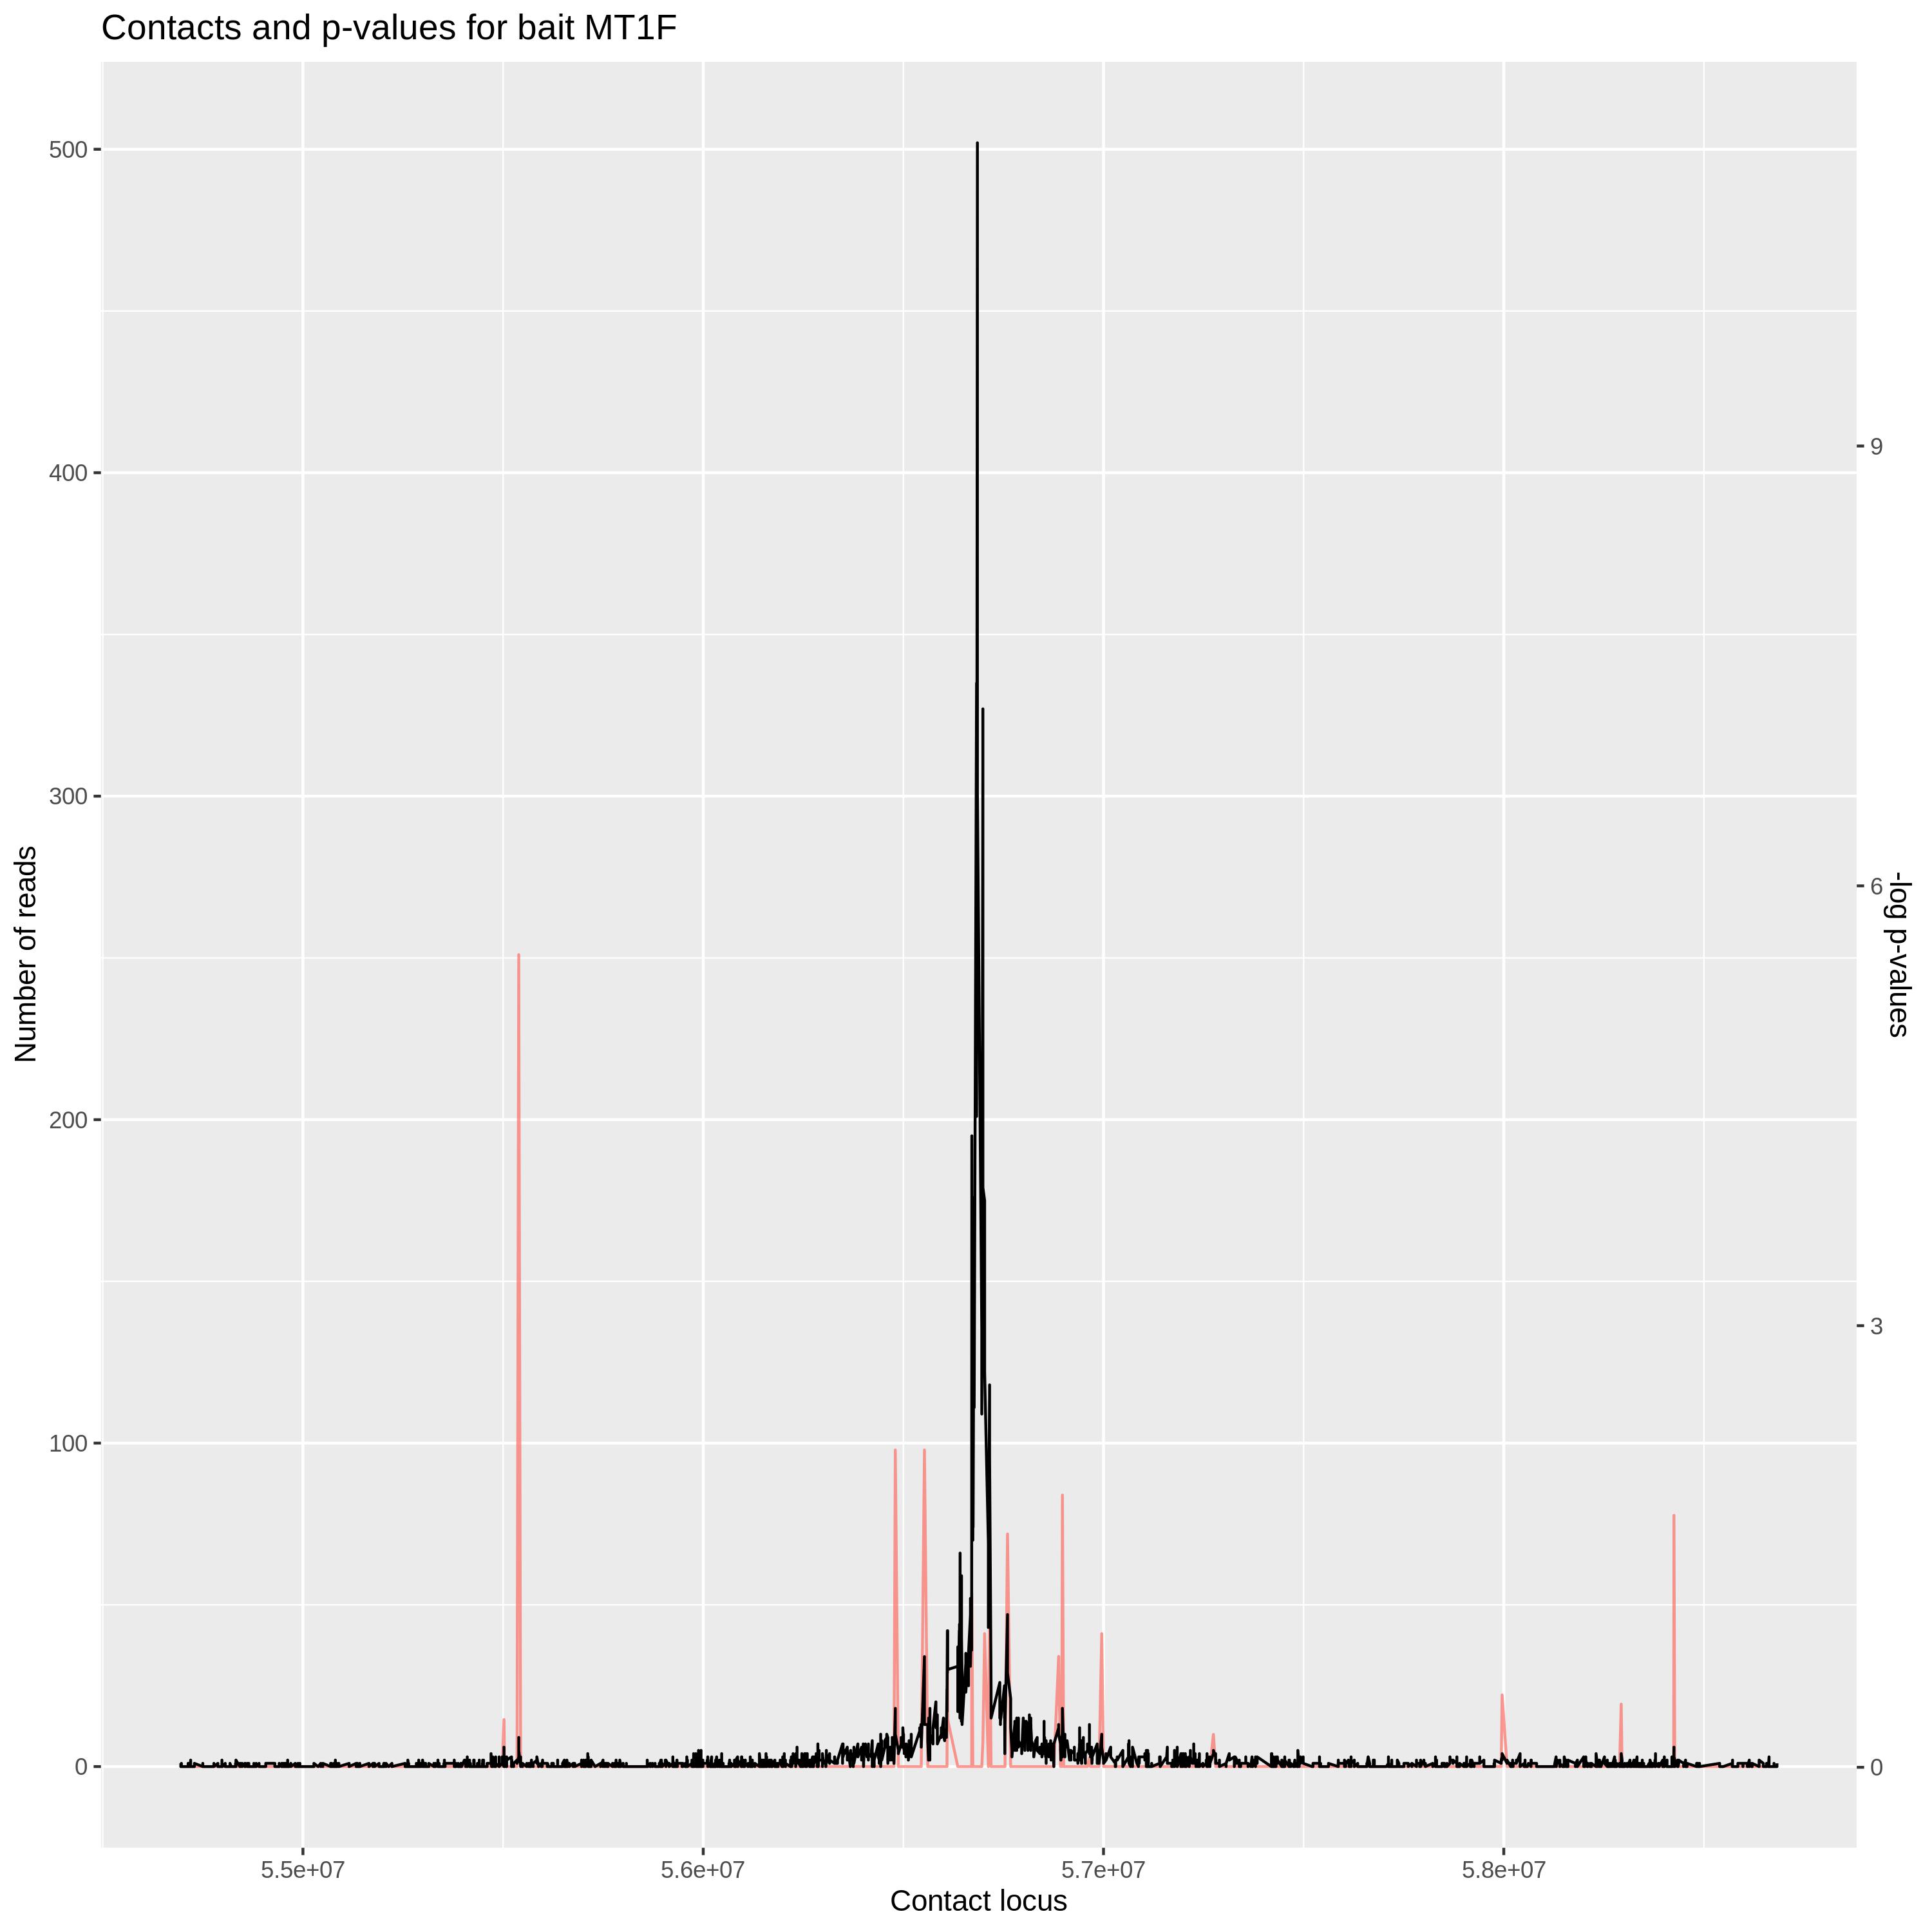 Contacts and p-values for bait MT1F
500
400
300
200
100
0
Number of reads
9
6
3
0
-log p-values
5.5e+07
5.6e+07
5.7e+07
5.8e+07
Contact locus